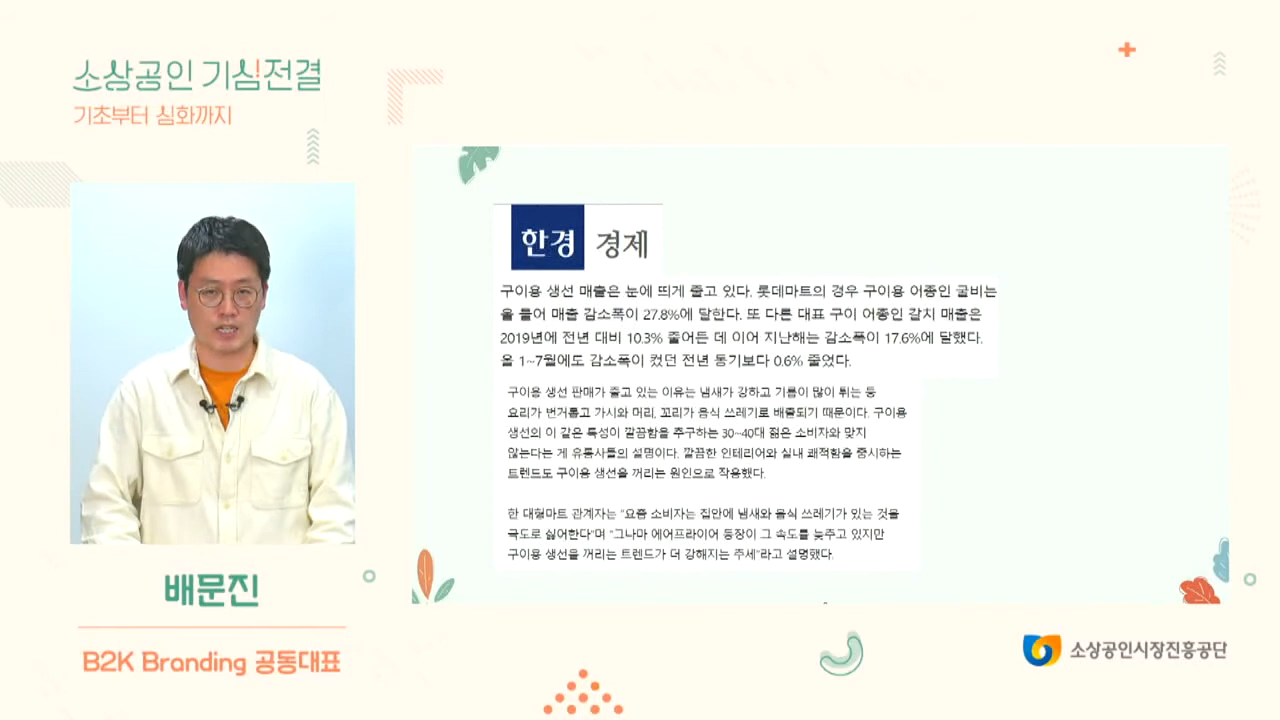 소상공인 기심전결
기초부터 심화까지
한경 경제
구이용 생선 매출은 눈에 띄게 줄고 있다. 롯데마트의 경우 구이용 어종인 굴비는
올 들어 매출 감소폭이 27.8%에 달한다. 또 다른 대표 구이 어종인 갈치 매출은
2019년에 전년 대비 10.3% 줄어든 데 이어 지난해는 감소폭이 17.6%에 달했다.
올 1~7월에도 감소폭이 컸던 전년 동기보다 0.6% 줄었다.
구이용 생선 판매가 줄고 있는 이유는 냄새가 강하고 기름이 많이 튀는 등
요리가 번거롭고 가시와 머리, 꼬리가 음식 쓰레기로 배출되기 때문이다. 구이용
생선의 이 같은 특성이 깔끔함을 추구하는 30~40대 젊은 소비자와 맞지
않는다는 게 유통사들의 설명이다. 깔끔한 인테리어와 실내 쾌적함을 중시하는
트렌드도 구이용 생선을 꺼리는 원인으로 작용했다.
한 대형마트 관계자는 “요즘 소비자는 집안에 냄새와 음식 쓰레기가 있는 것을
극도로 싫어한다”며 “그나마 에어프라이어 등장이 그 속도를 늦추고 있지만
구이용 생선을 꺼리는 트렌드가 더 강해지는 추세”라고 설명했다.
배문진
B2K Branding 공동대표
소상공인시장진흥공단